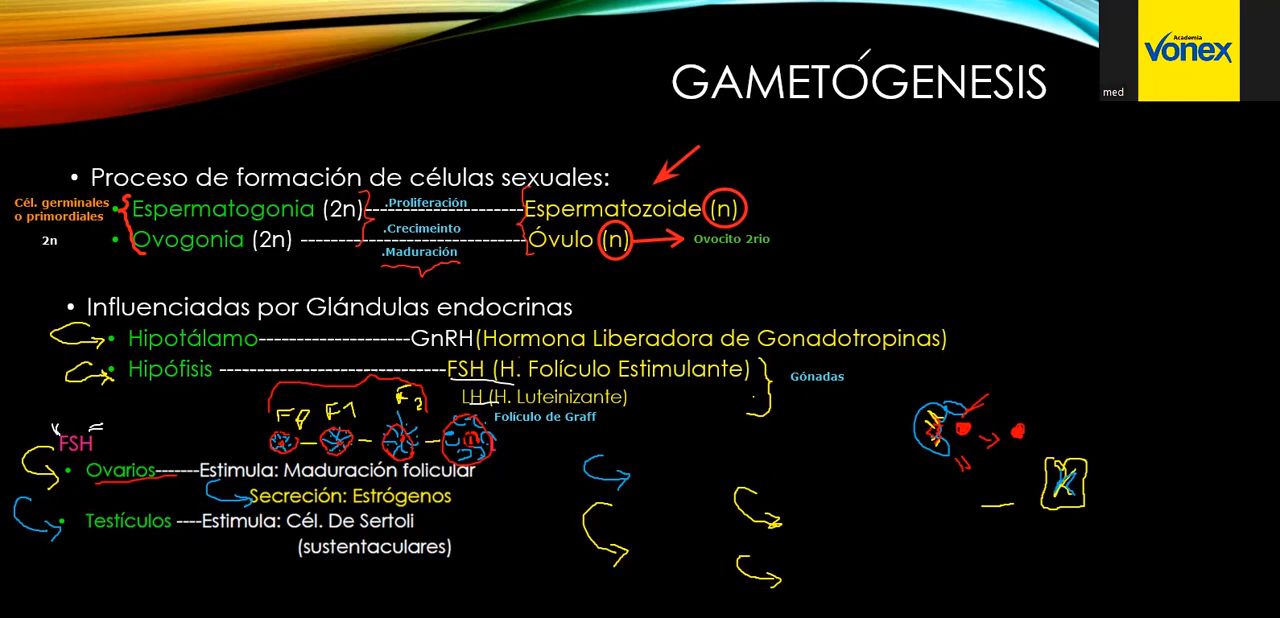 Academia
vonex
med
GAMETÓGENESIS
• Proceso de formación de células sexuales:
Cél. germinales
o primordiales
2n
• Espermatogonia (2n)---------------------Espermatozoide (n)
.Proliferación
.Crecimeinto
• Ovogonia (2n) ------------------------------Óvulo (n)
Ovocito 2rio
.Maduración
• Influenciadas por Glándulas endocrinas
• Hipotálamo--------------------GnRH(Hormona Liberadora de Gonadotropinas)
• Hipófisis ------------------------------FSH (H. Folículo Estimulante)
Gónadas
LH (H. Luteinizante)
Folículo de Graff
F1
F2
FSH
• Ovarios-------Estimula: Maduración folicular
Secreción: Estrógenos
• Testículos ----Estimula: Cél. De Sertoli
(sustentaculares)